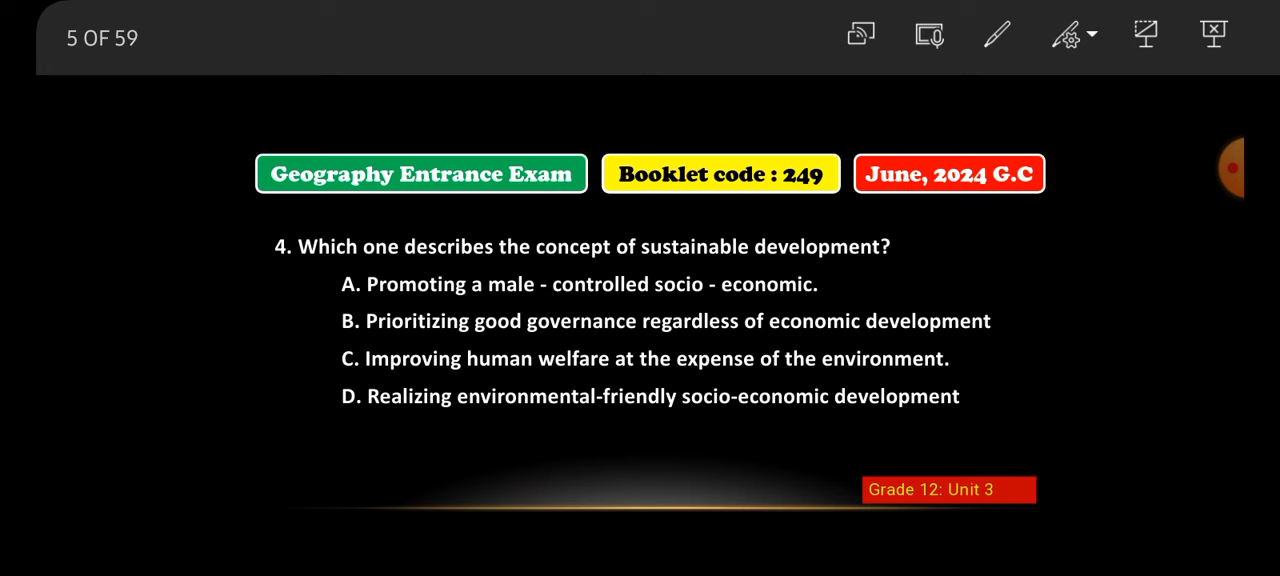 5 OF 59
Geography Entrance Exam Booklet code : 249 June, 2024 G.C
4. Which one describes the concept of sustainable development?
A. Promoting a male - controlled socio - economic.
B. Prioritizing good governance regardless of economic development
C. Improving human welfare at the expense of the environment.
D. Realizing environmental-friendly socio-economic development
Grade 12: Unit 3